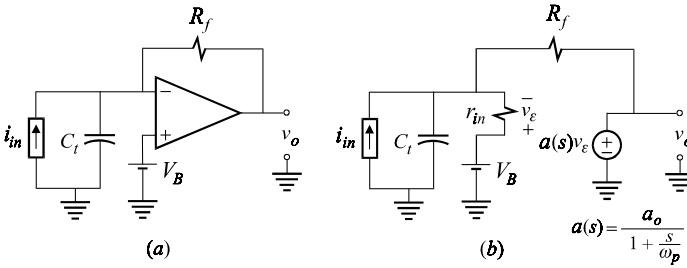 R_f
i_in
C_t
−
+
V_B
v_o
(a)
R_f
i_in
C_t
r_in
− v_ε +
V_B
a(s)v_ε
+
−
v_o
(b)
a(s) = a_o / (1 + s/ω_p)